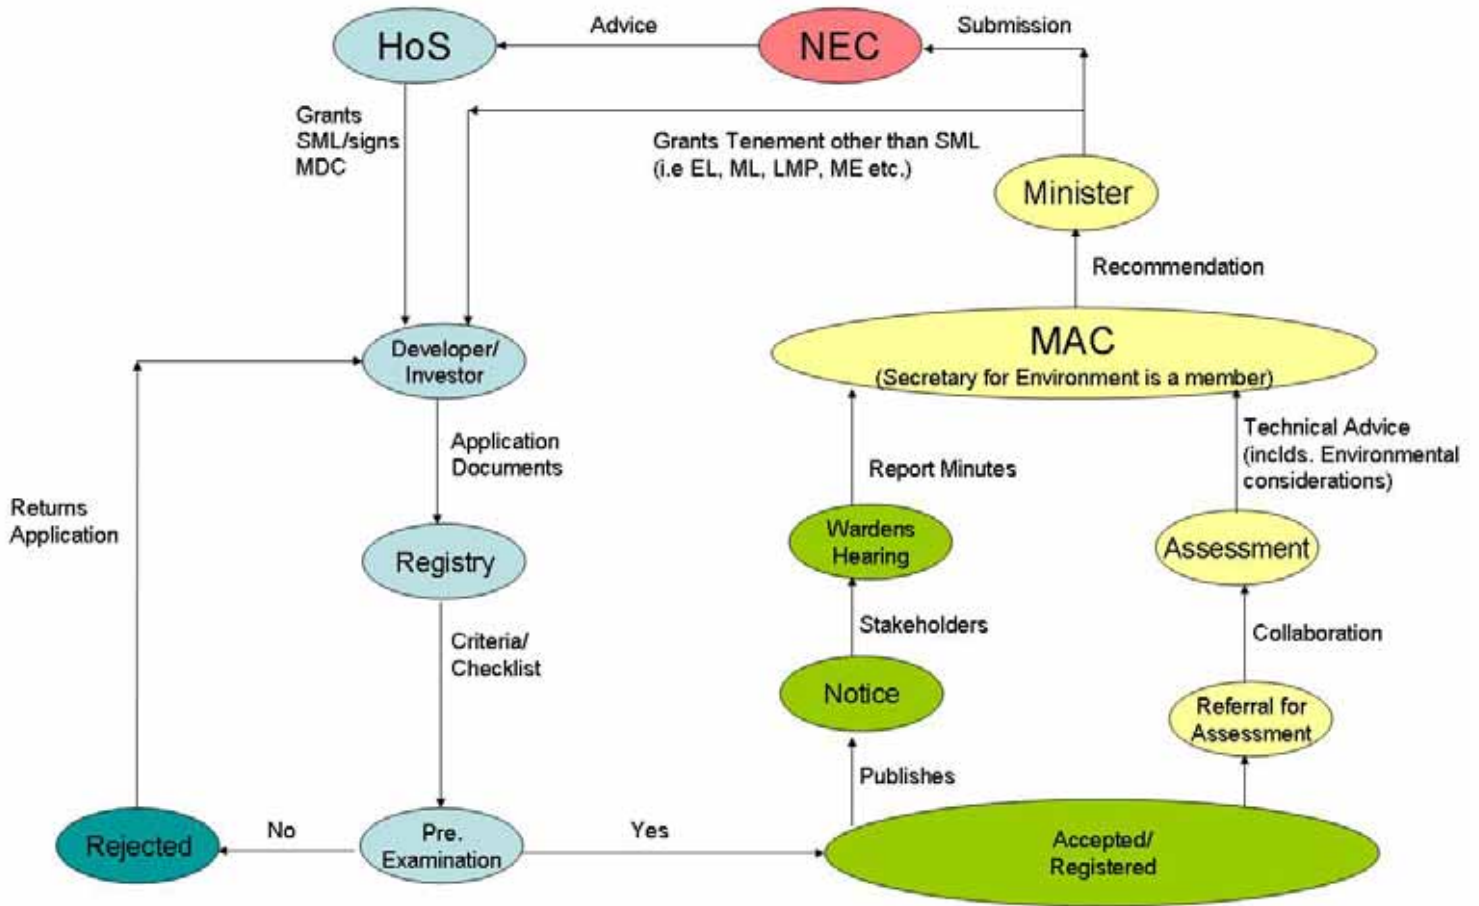 HoS
Advice
NEC
Submission
Grants
SML/signs
MDC
Grants Tenement other than SML
(i.e EL, ML, LMP, ME etc.)
Minister
Recommendation
Developer/
Investor
MAC
(Secretary for Environment is a member)
Application
Documents
Report Minutes
Technical Advice
(inclds. Environmental
considerations)
Returns
Application
Registry
Wardens
Hearing
Assessment
Criteria/
Checklist
Stakeholders
Collaboration
Notice
Referral for
Assessment
Publishes
Rejected
No
Pre.
Examination
Yes
Accepted/
Registered